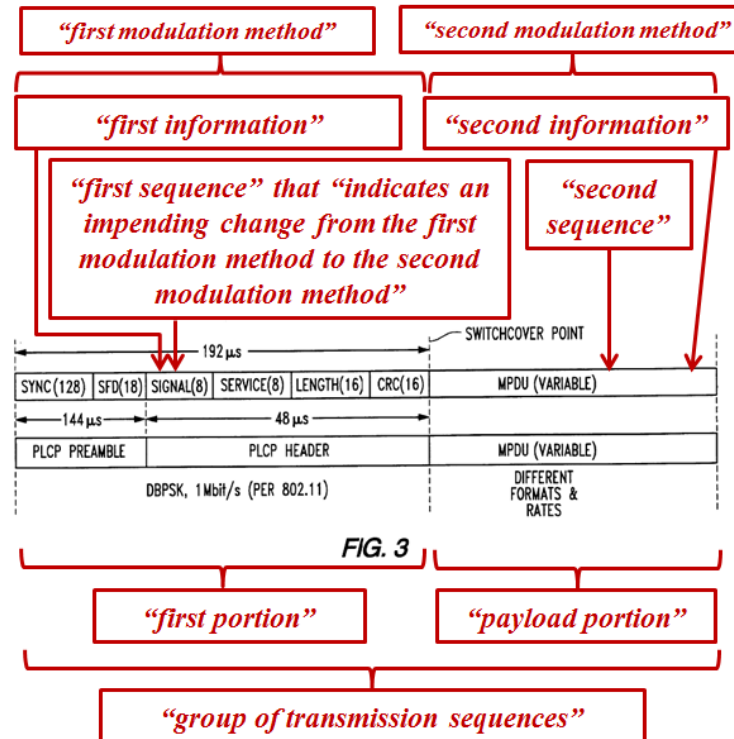 “first modulation method”
“second modulation method”
“first information”
“second information”
“first sequence” that “indicates an
impending change from the first
modulation method to the second
modulation method”
“second
sequence”
SWITCHCOVER POINT
192 μs
SYNC(128) SFD(18) SIGNAL(8) SERVICE(8) LENGTH(16) CRC(16) MPDU (VARIABLE)
144 μs 48 μs
PLCP PREAMBLE PLCP HEADER MPDU (VARIABLE)
DBPSK, 1Mbit/s (PER 802.11)
DIFFERENT
FORMATS &
RATES
FIG. 3
“first portion”
“payload portion”
“group of transmission sequences”